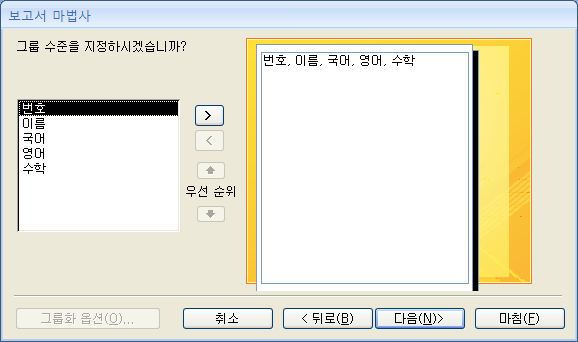 보고서 마법사
그룹 수준을 지정하시겠습니까?
번호
이름
국어
영어
수학
>
<
우선 순위
번호, 이름, 국어, 영어, 수학
그룹화 옵션(O)...
취소
< 뒤로(B)
다음(N)>
마침(F)